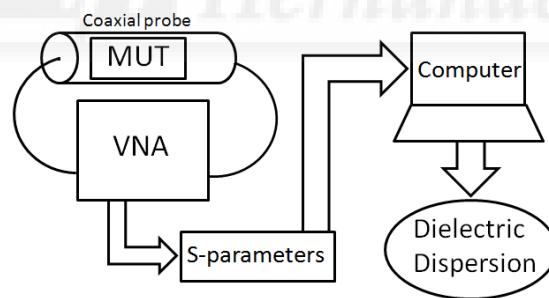 Coaxial probe
MUT
VNA
S-parameters
Computer
Dielectric
Dispersion